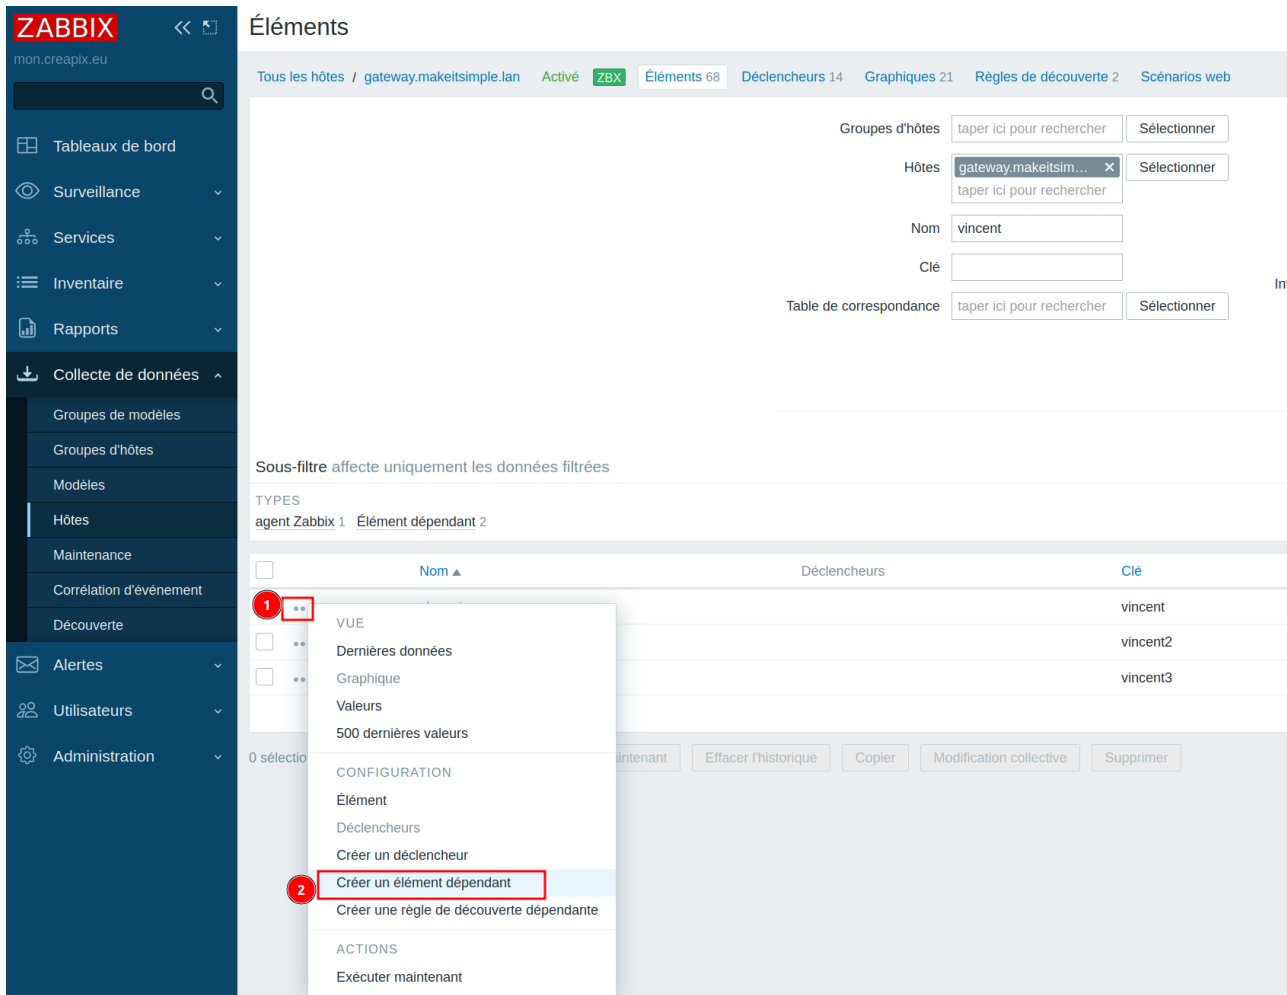 ZABBIX
mon.creapix.eu
Tableaux de bord
Surveillance
Services
Inventaire
Rapports
Collecte de données
Groupes de modèles
Groupes d'hôtes
Modèles
Hôtes
Maintenance
Corrélation d'événement
Découverte
Alertes
Utilisateurs
Administration
Éléments
Tous les hôtes / gateway.makeitsimple.lan Activé ZBX Éléments 68 Déclencheurs 14 Graphiques 21 Règles de découverte 2 Scénarios web
Groupes d'hôtes taper ici pour rechercher Sélectionner
Hôtes gateway.makeitsim... Sélectionner
taper ici pour rechercher
Nom vincent
Clé
Table de correspondance taper ici pour rechercher Sélectionner
Sous-filtre affecte uniquement les données filtrées
TYPES
agent Zabbix 1 Élément dépendant 2
Nom Déclencheurs Clé
1 vincent
vincent2
vincent3
VUE
Dernières données
Graphique
Valeurs
500 dernières valeurs
0 sélectio intenant Effacer l'historique Copier Modification collective Supprimer
CONFIGURATION
Élément
Déclencheurs
Créer un déclencheur
2 Créer un élément dépendant
Créer une règle de découverte dépendante
ACTIONS
Exécuter maintenant